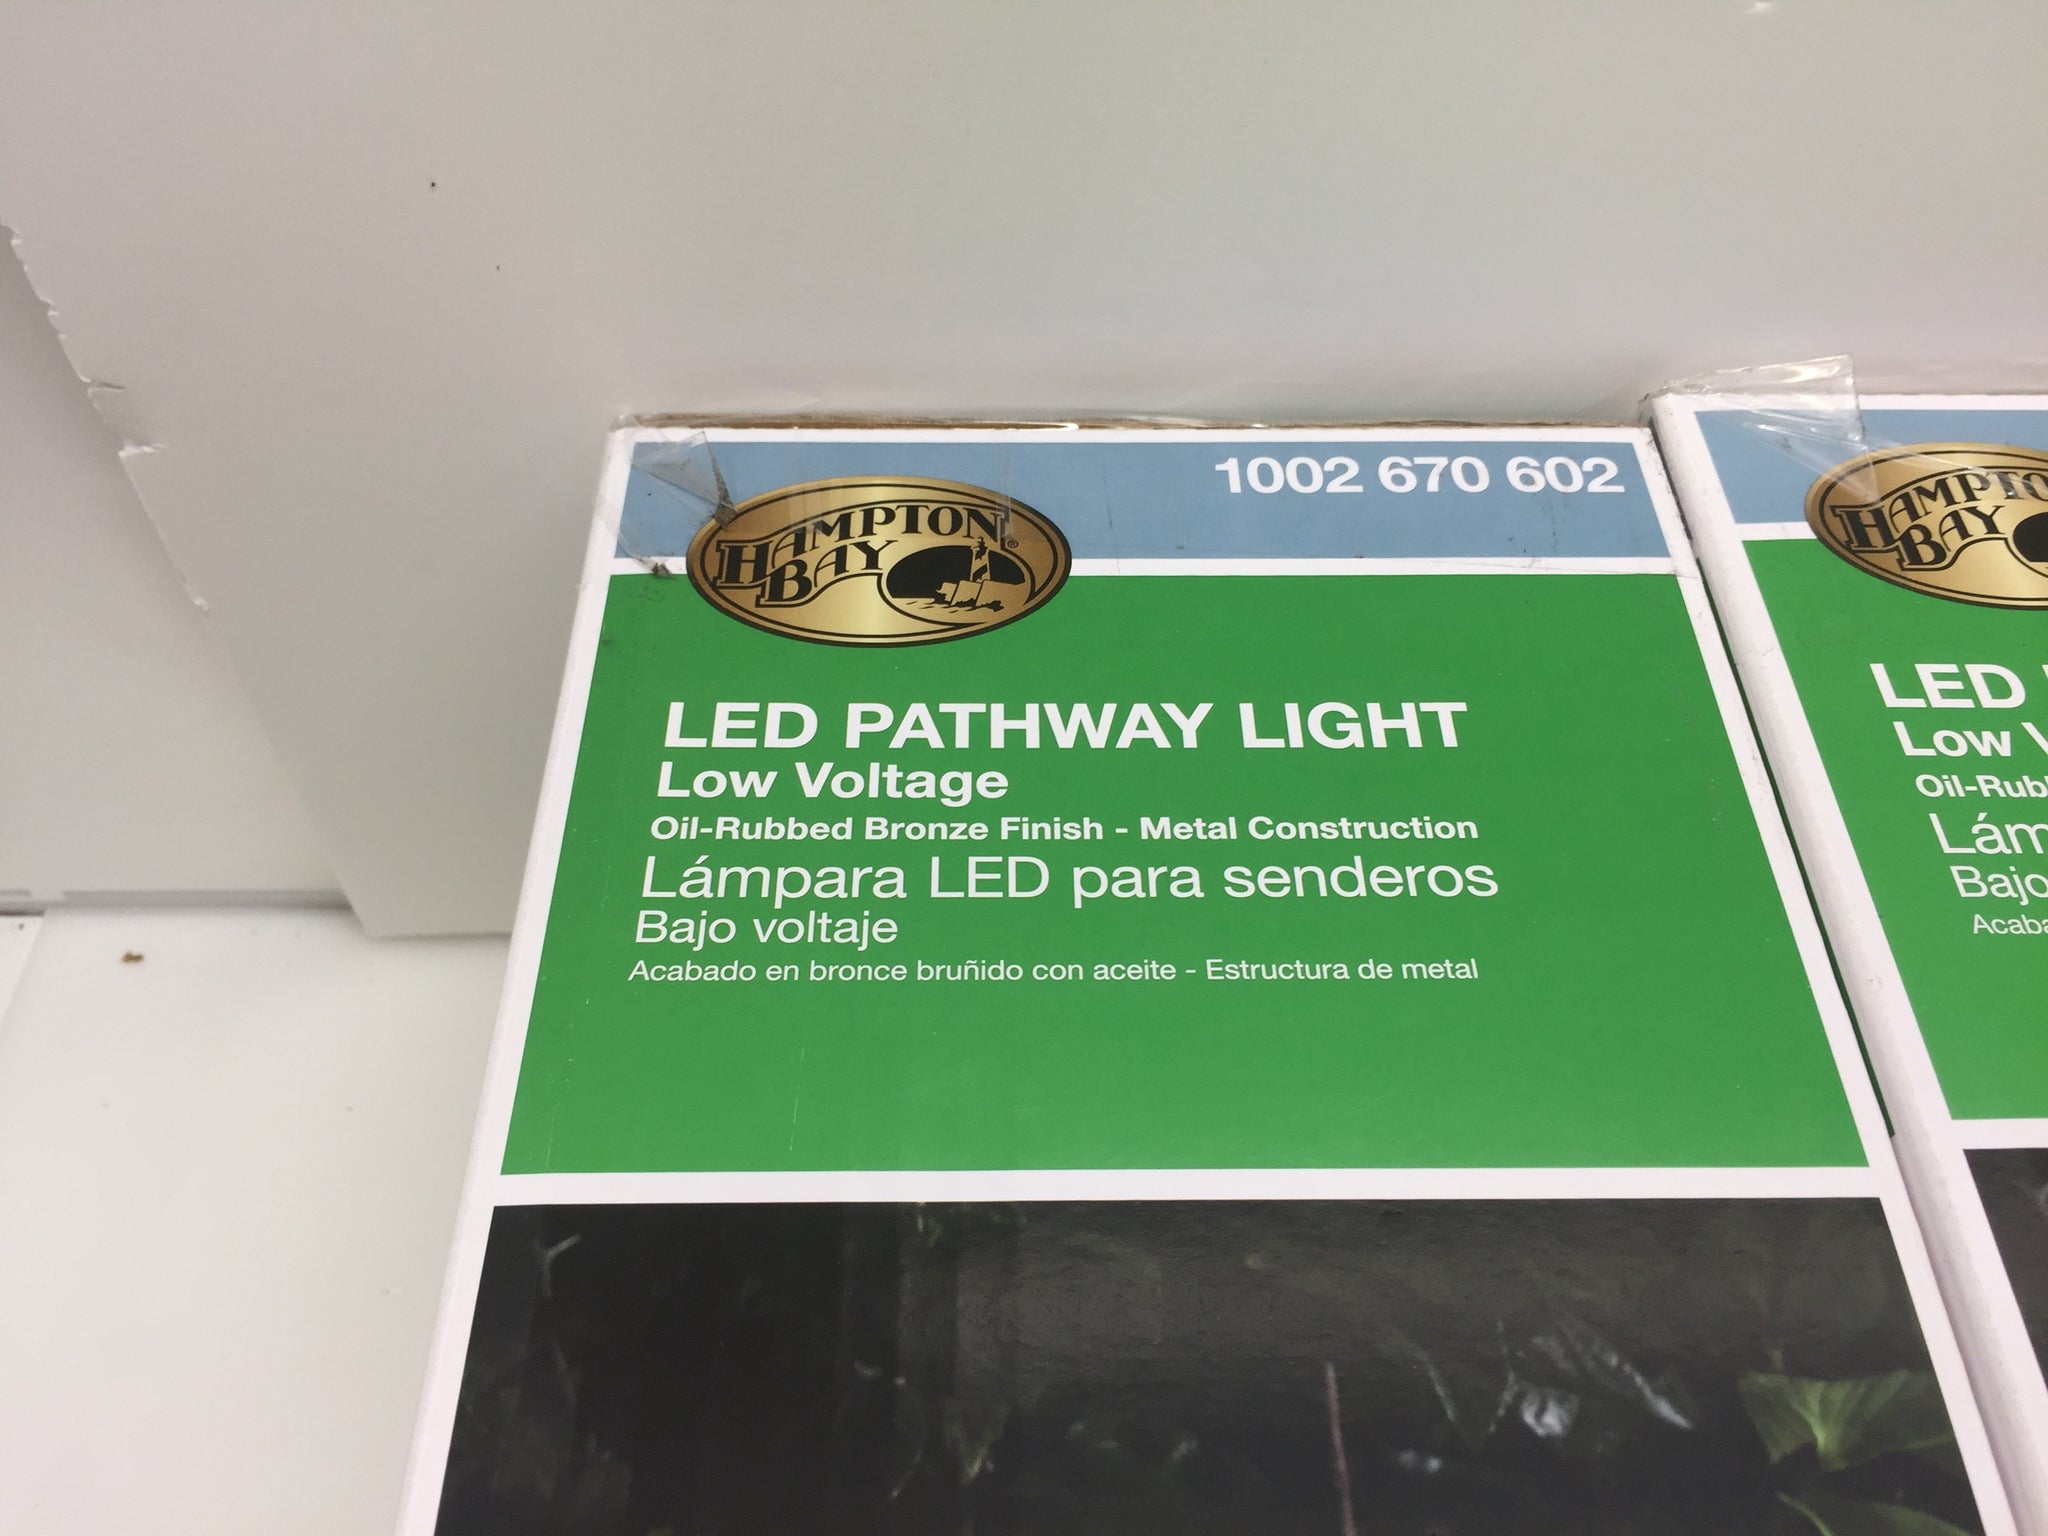 1002 670 602
HAMPTON
BAY
LED PATHWAY LIGHT
Low Voltage
Oil-Rubbed Bronze Finish - Metal Construction
Lámpara LED para senderos
Bajo voltaje
Acabado en bronce bruñido con aceite - Estructura de metal
HAMPTO
BAY
LED
Low
Oil-Rub
Lám
Bajo
Acaba